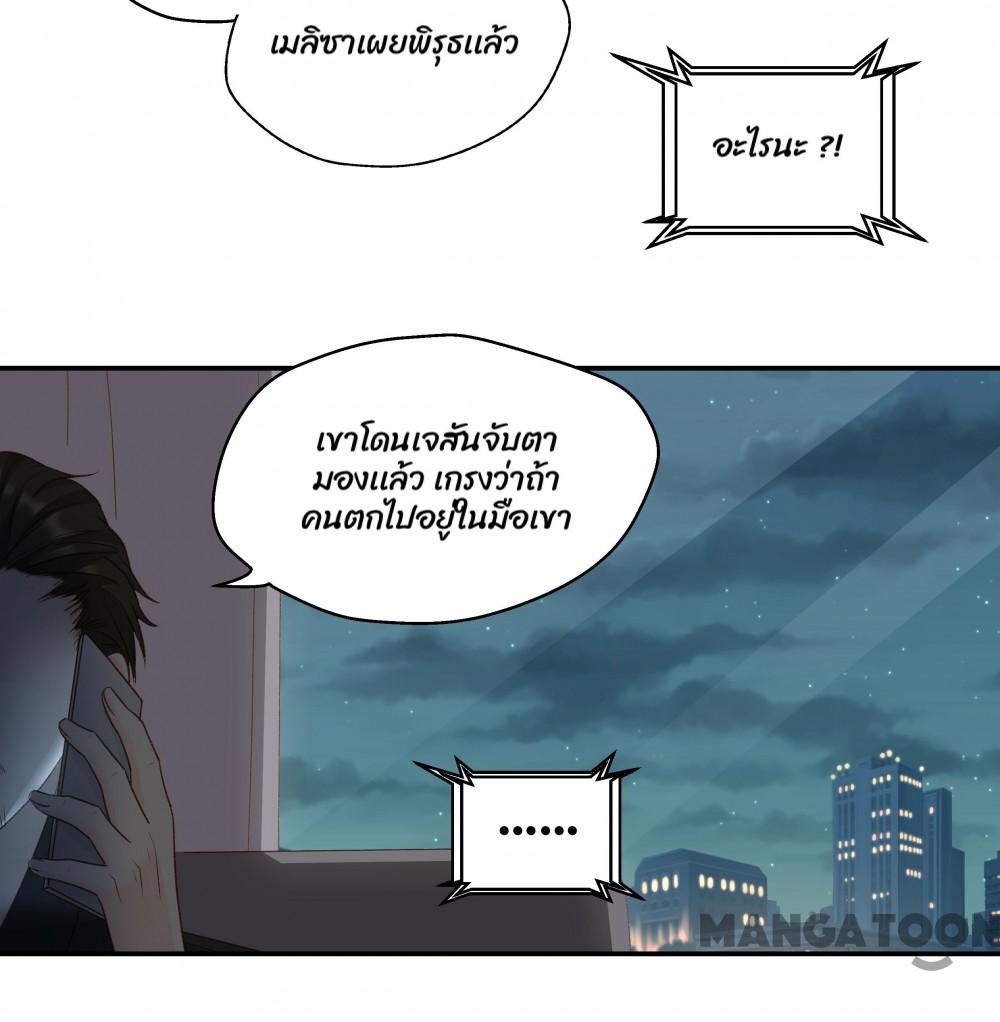 เมลิซาเผยพิรุธแล้ว
อะไรนะ ?!
เขาโดนเจสันจับตา
มองแล้ว เกรงว่าถ้า
คนตกไปอยู่ในมือเขา
••••••
MANGATOON